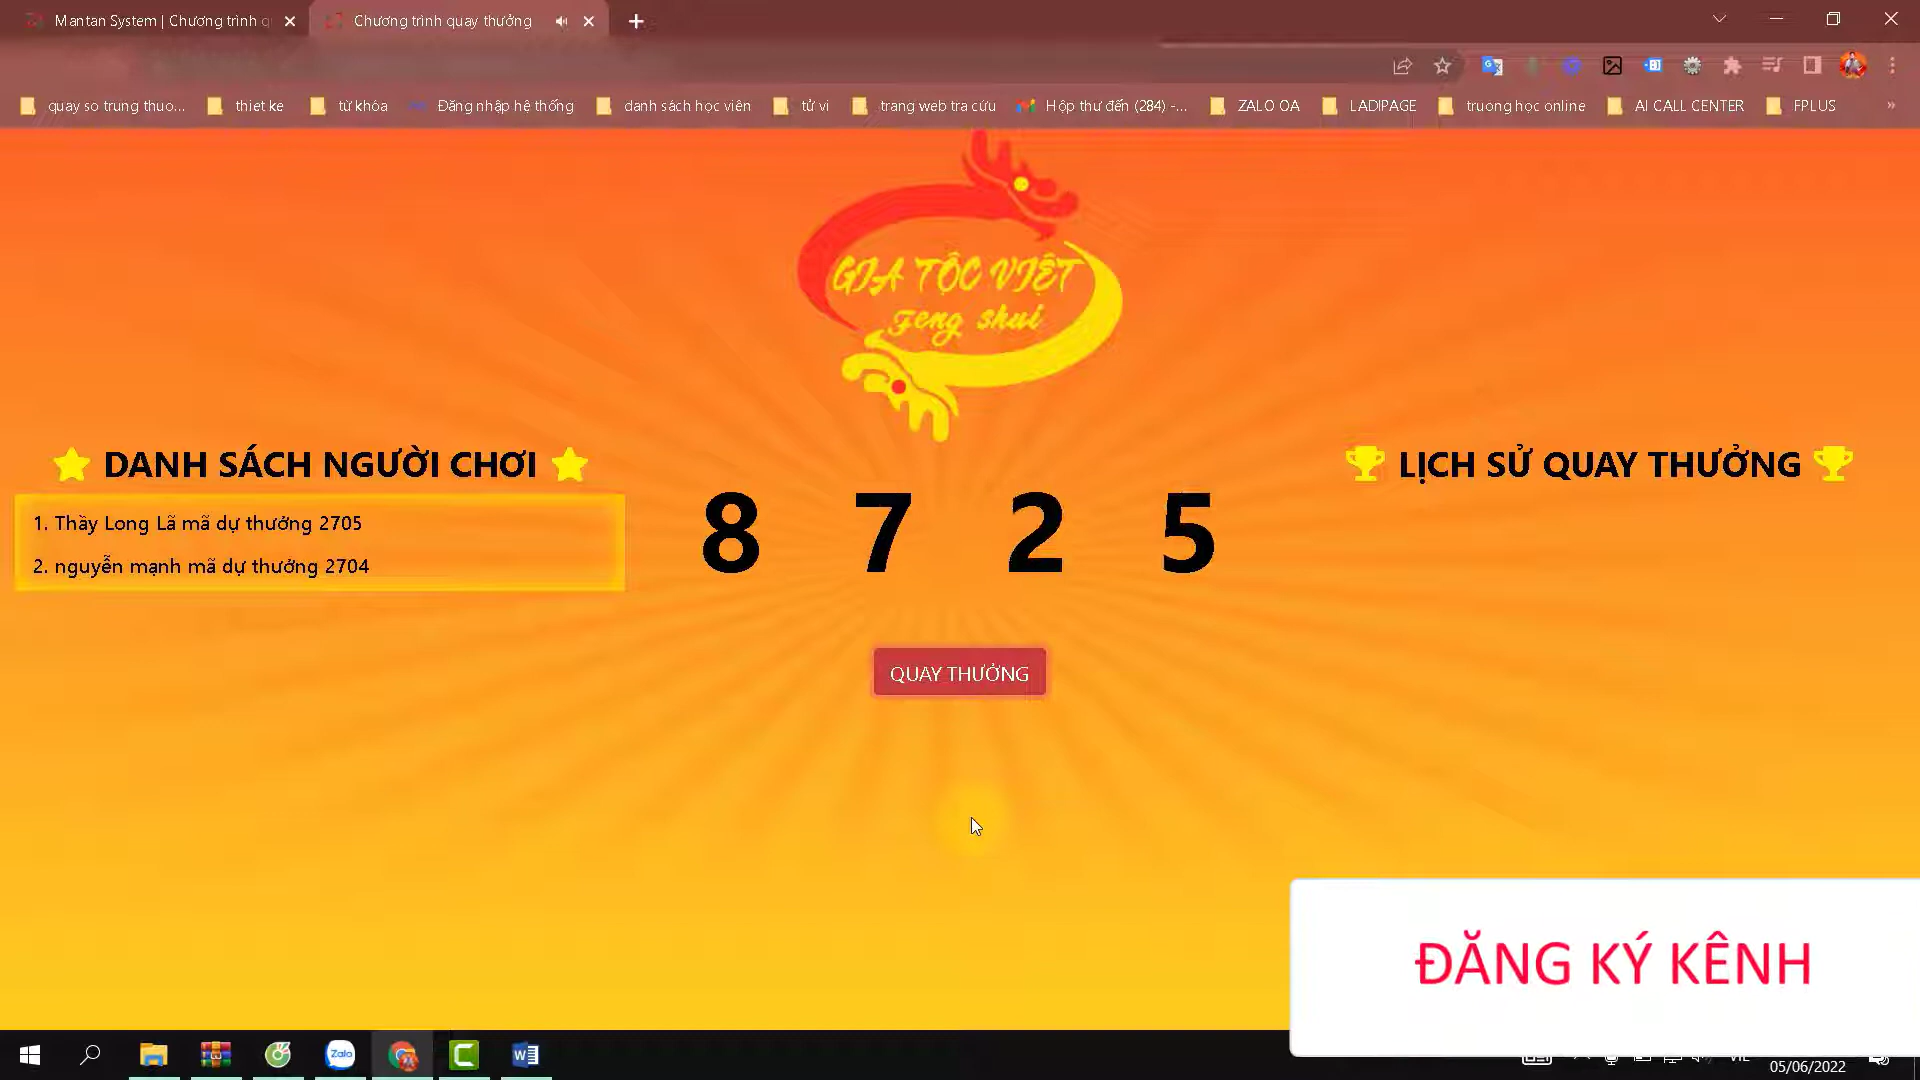 Mantan System | Chương trình q
Chương trình quay thưởng
quay so trung thuo...
thiet ke
từ khóa
Đăng nhập hệ thống
danh sách học viên
tử vi
trang web tra cứu
Hộp thư đến (284) -...
ZALO OA
LADIPAGE
truong học online
AI CALL CENTER
FPLUS
GIA TỘC VIỆT
Feng shui
DANH SÁCH NGƯỜI CHƠI
1. Thầy Long Lã mã dự thưởng 2705
2. nguyễn mạnh mã dự thưởng 2704
8 7 2 5
QUAY THƯỞNG
LỊCH SỬ QUAY THƯỞNG
ĐĂNG KÝ KÊNH
Zalo
05/06/2022